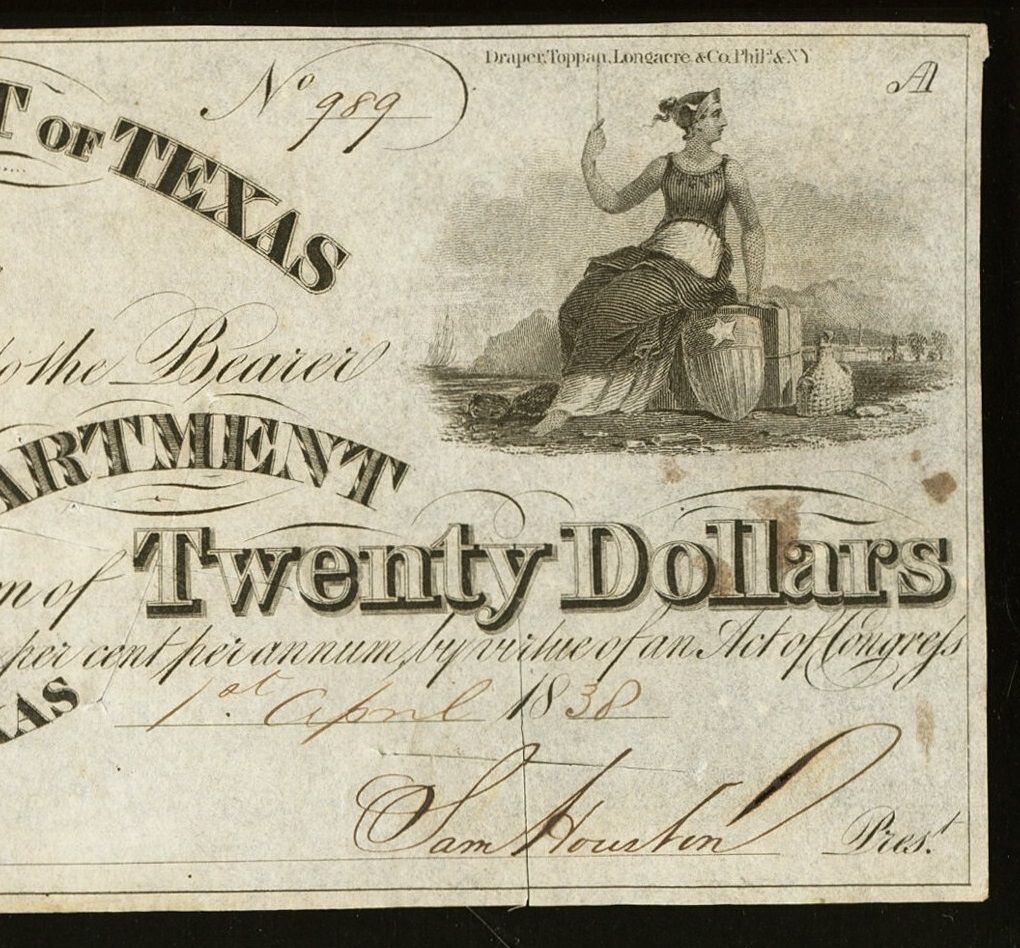 Draper, Toppan, Longacre & Co. Phil.ª & NY
A
No 989
T OF TEXAS
to the Bearer
ARTMENT
m of Twenty Dollars
per cent per annum, by virtue of an Act of Congress
XAS
1st April 1838
Sam Houston Pres.t